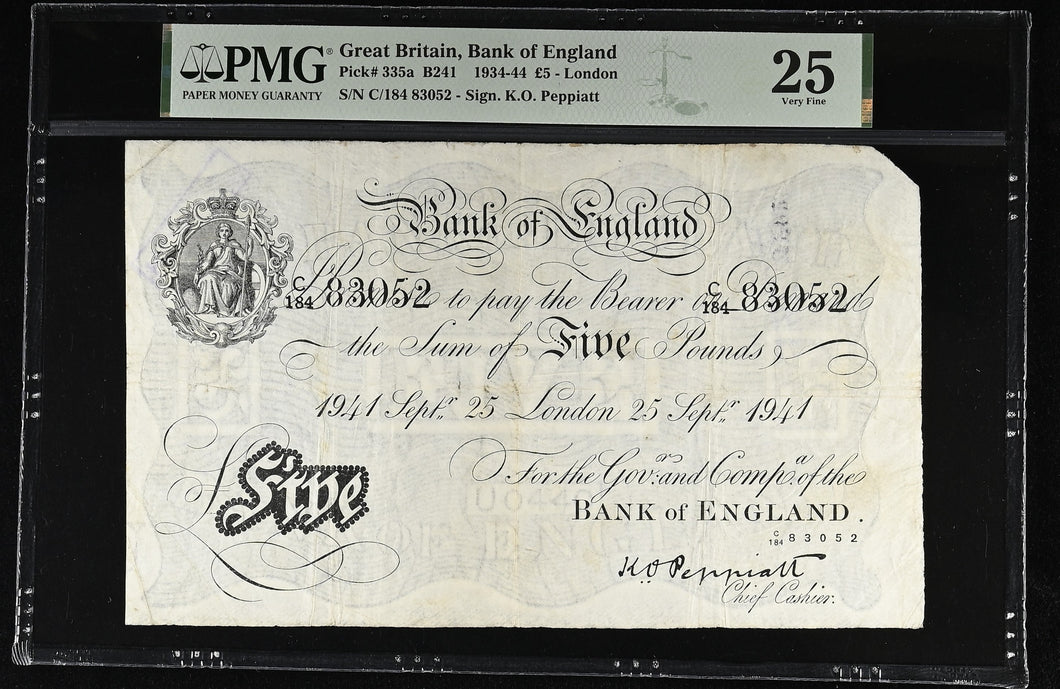 PMG®
PAPER MONEY GUARANTY
Great Britain, Bank of England
Pick# 335a B241 1934-44 £5 - London
S/N C/184 83052 - Sign. K.O. Peppiatt
25
Very Fine
Bank of England
C/184 83052 I Promise to pay the Bearer on Demand C/184 83052
the Sum of Five Pounds
1941 Septr. 25 London 25 Septr. 1941
For the Govr. and Compa. of the
BANK of ENGLAND.
C/184 83052
£Five
K.O. Peppiatt
Chief Cashier.